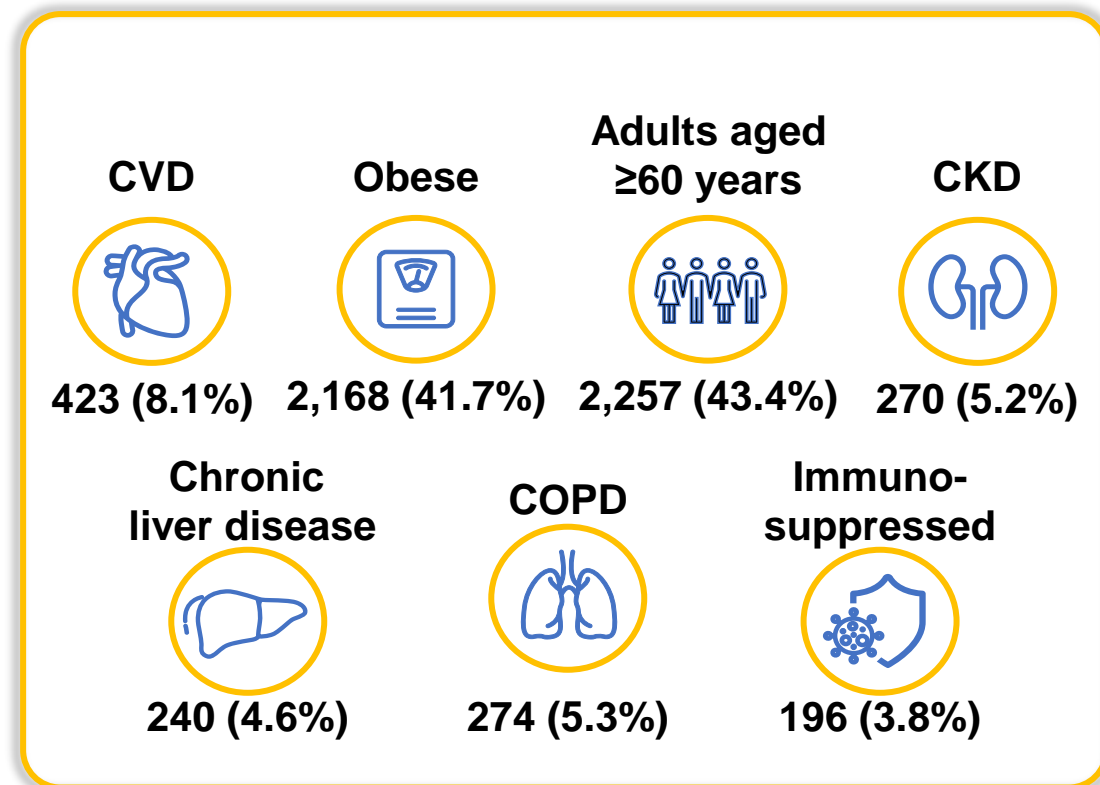 CVD
423 (8.1%)
Obese
2,168 (41.7%)
Adults aged
≥60 years
2,257 (43.4%)
CKD
270 (5.2%)
Chronic
liver disease
240 (4.6%)
COPD
274 (5.3%)
Immuno-
suppressed
196 (3.8%)